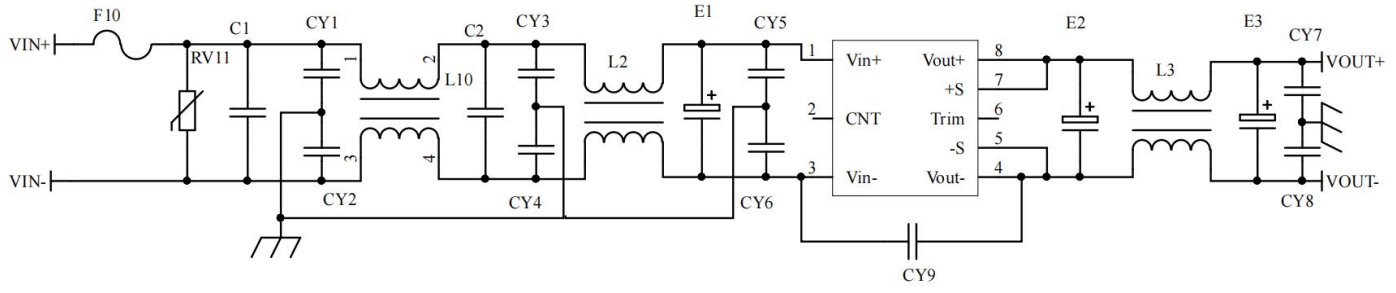 F10
VIN+
RV11
C1
CY1
1
2
L10
C2
CY3
L2
E1
CY5
1
Vin+
Vout+
8
+S
7
2
CNT
Trim
6
-S
5
3
Vin-
Vout-
4
E2
L3
E3
CY7
VOUT+
VIN-
3
4
CY2
CY4
CY6
CY9
CY8
VOUT-
+
+
+